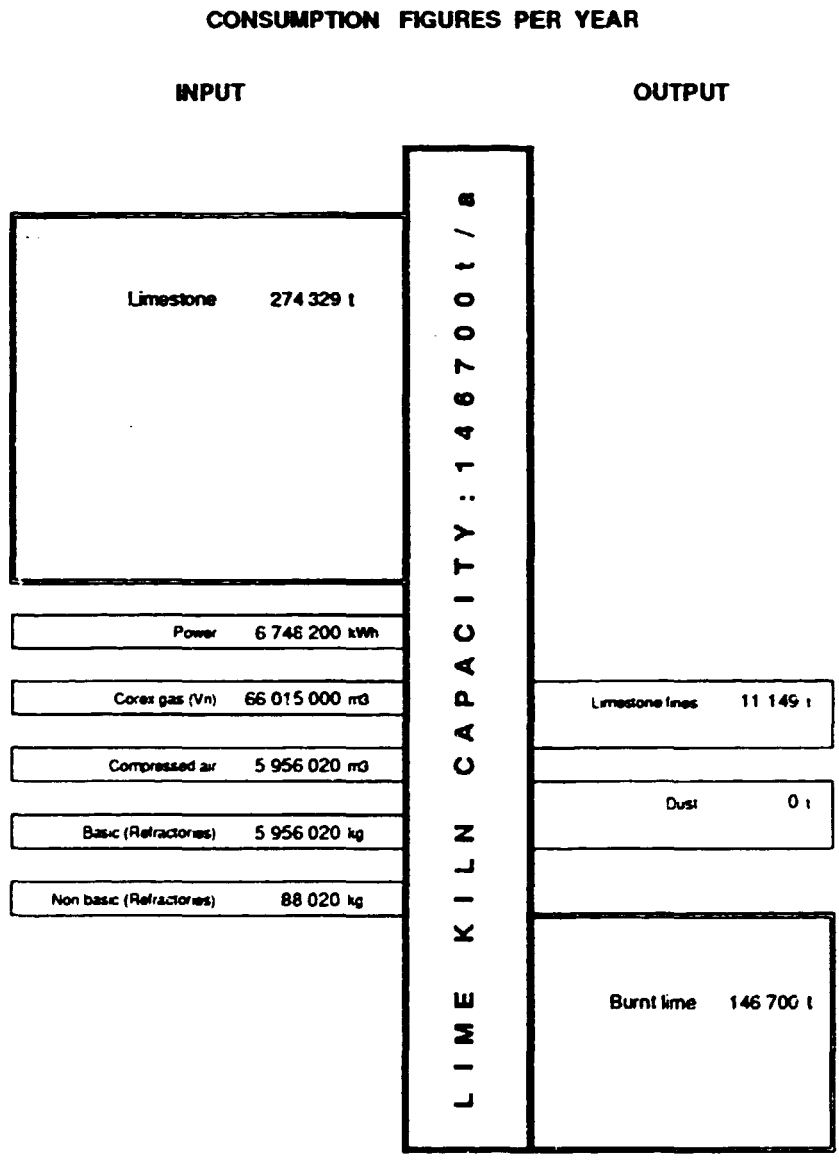 CONSUMPTION FIGURES PER YEAR
INPUT
OUTPUT
LIME KILN CAPACITY: 146700t/a
Limestone 274 329 t
Power 6 748 200 kWh
Corex gas (Vn) 66 015 000 m3
Compressed air 5 956 020 m3
Basic (Refractories) 5 956 020 kg
Non basic (Refractories) 88 020 kg
Limestone fines 11 149 t
Dust 0 t
Burnt lime 146 700 t